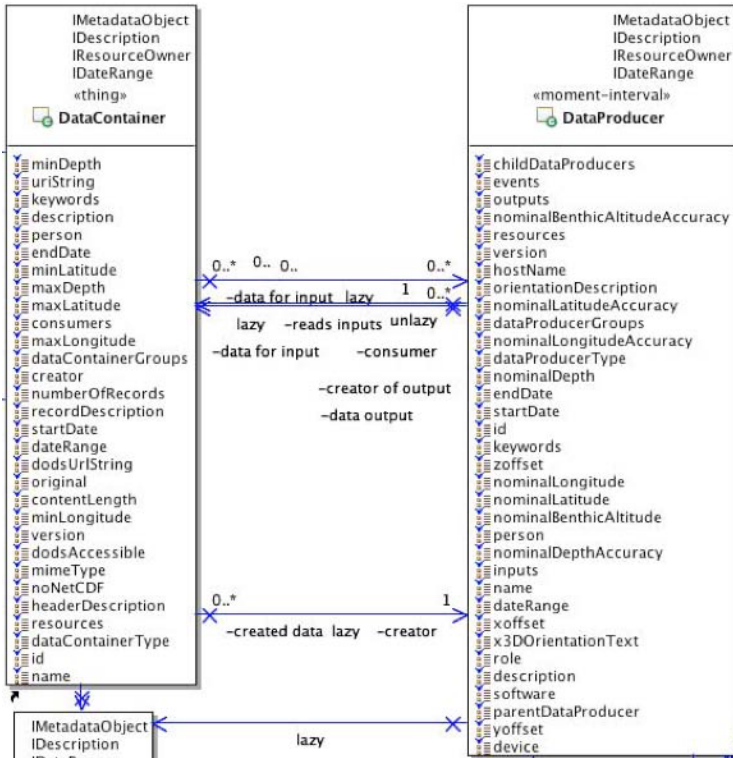 IMetadataObject
IDescription
IResourceOwner
IDateRange
«thing»
DataContainer
minDepth
uriString
keywords
description
person
endDate
minLatitude
maxDepth
maxLatitude
consumers
maxLongitude
dataContainerGroups
creator
numberOfRecords
recordDescription
startDate
dateRange
dodsUrlString
original
contentLength
minLongitude
version
dodsAccessible
mimeType
noNetCDF
headerDescription
resources
dataContainerType
id
name
0..* 0.. 0.. 0..*
-data for input lazy 1 0..*
lazy -reads inputs unlazy
-data for input -consumer
-creator of output
-data output
0..* 1
-created data lazy -creator
lazy
IMetadataObject
IDescription
IResourceOwner
IDateRange
«moment-interval»
DataProducer
childDataProducers
events
outputs
nominalBenthicAltitudeAccuracy
resources
version
hostName
orientationDescription
nominalLatitudeAccuracy
dataProducerGroups
nominalLongitudeAccuracy
dataProducerType
nominalDepth
endDate
startDate
id
keywords
zoffset
nominalLongitude
nominalLatitude
nominalBenthicAltitude
person
nominalDepthAccuracy
inputs
name
dateRange
xoffset
x3DOrientationText
role
description
software
parentDataProducer
yoffset
device
IMetadataObject
IDescription